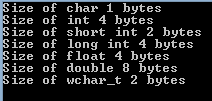 Size of char 1 bytes
Size of int 4 bytes
Size of short int 2 bytes
Size of long int 4 bytes
Size of float 4 bytes
Size of double 8 bytes
Size of wchar_t 2 bytes